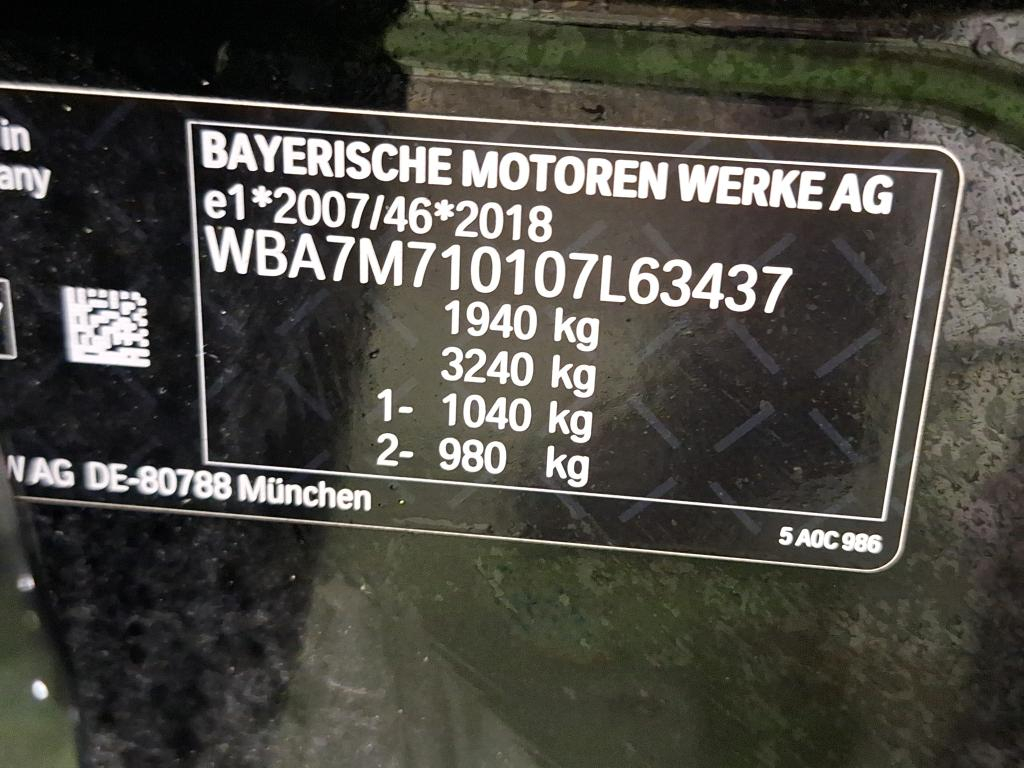 in
any
BAYERISCHE MOTOREN WERKE AG
e1*2007/46*2018
WBA7M710107L63437
1940 kg
3240 kg
1- 1040 kg
2- 980 kg
W AG DE-80788 München
5 A0C 986